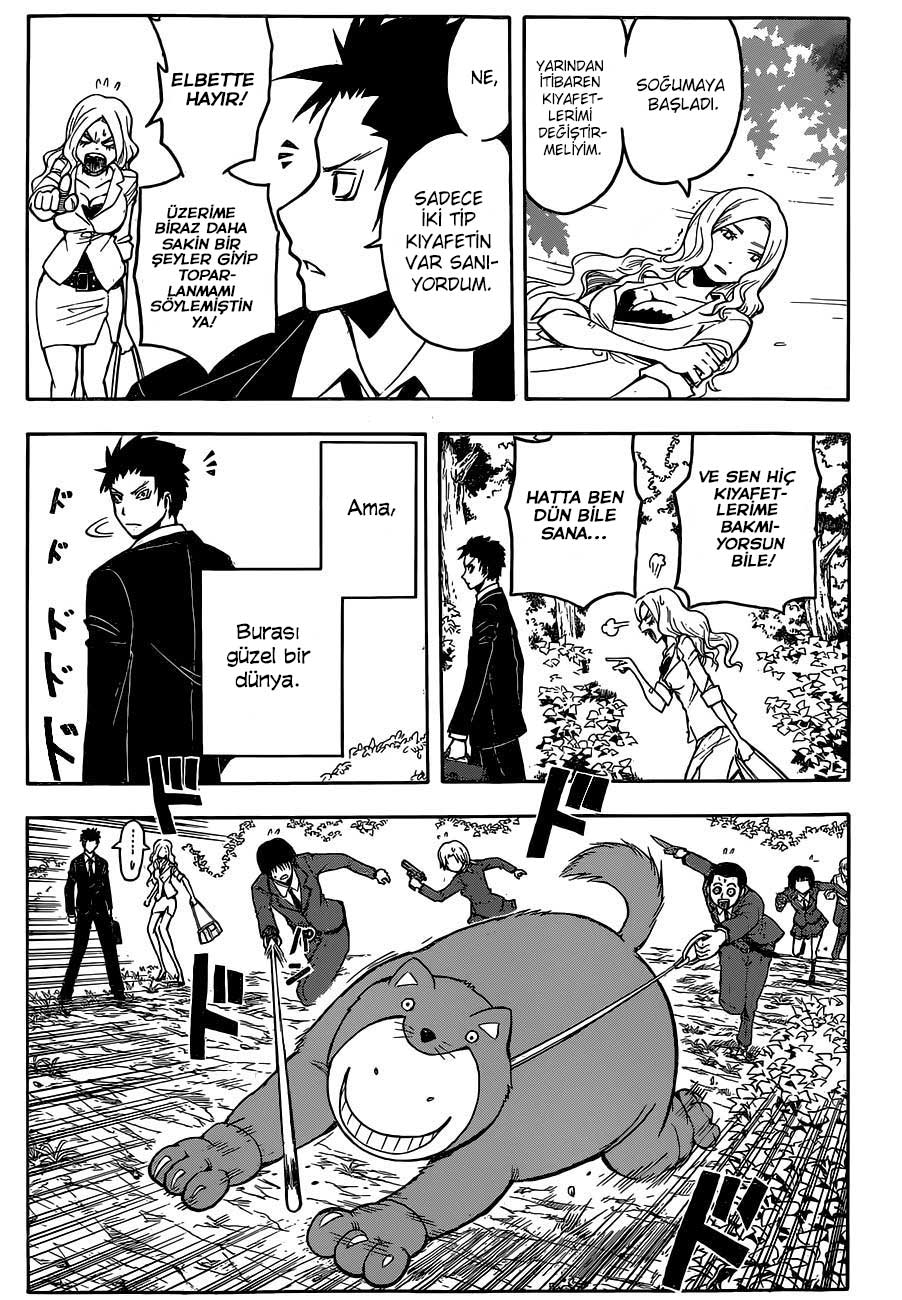 SOĞUMAYA
BAŞLADI.
YARINDAN
İTİBAREN
KIYAFET-
LERİMİ
DEĞİŞTİR-
MELİYİM.
NE,
SADECE
İKİ TİP
KIYAFETİN
VAR SANI-
YORDUM.
ELBETTE
HAYIR!
ÜZERİME
BİRAZ DAHA
SAKİN BİR
ŞEYLER GİYİP
TOPAR-
LANMAMI
SÖYLEMİŞTİN
YA!
VE SEN HİÇ
KIYAFET-
LERİME
BAKMI-
YORSUN
BİLE!
HATTA BEN
DÜN BİLE
SANA...
Ama,
Burası
güzel bir
dünya.
ド
ド
ド
ド
ド
......
ド
ド
ド
ド